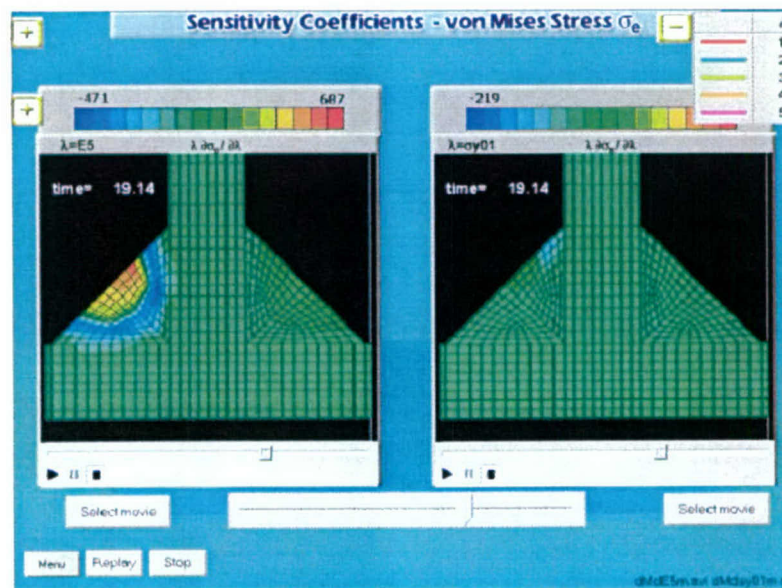 Sensitivity Coefficients - von Mises Stress σe
-471 687
λ=E5 λ ∂σe / ∂λ
time= 19.14
-219
λ=σy01 λ ∂σe / ∂λ
time= 19.14
Select movie
Select movie
Menu Replay Stop